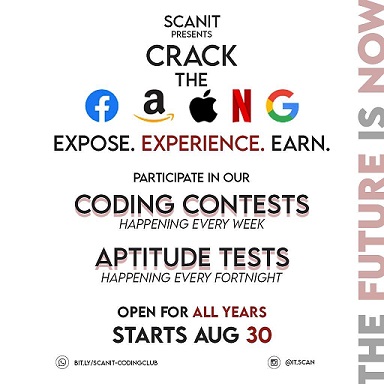 SCANIT
PRESENTS
CRACK
THE
f a N G
EXPOSE. EXPERIENCE. EARN.
PARTICIPATE IN OUR
CODING CONTESTS
HAPPENING EVERY WEEK
APTITUDE TESTS
HAPPENING EVERY FORTNIGHT
OPEN FOR ALL YEARS
STARTS AUG 30
BIT.LY/SCANIT-CODINGCLUB
@IT.SCAN
THE FUTURE IS NOW